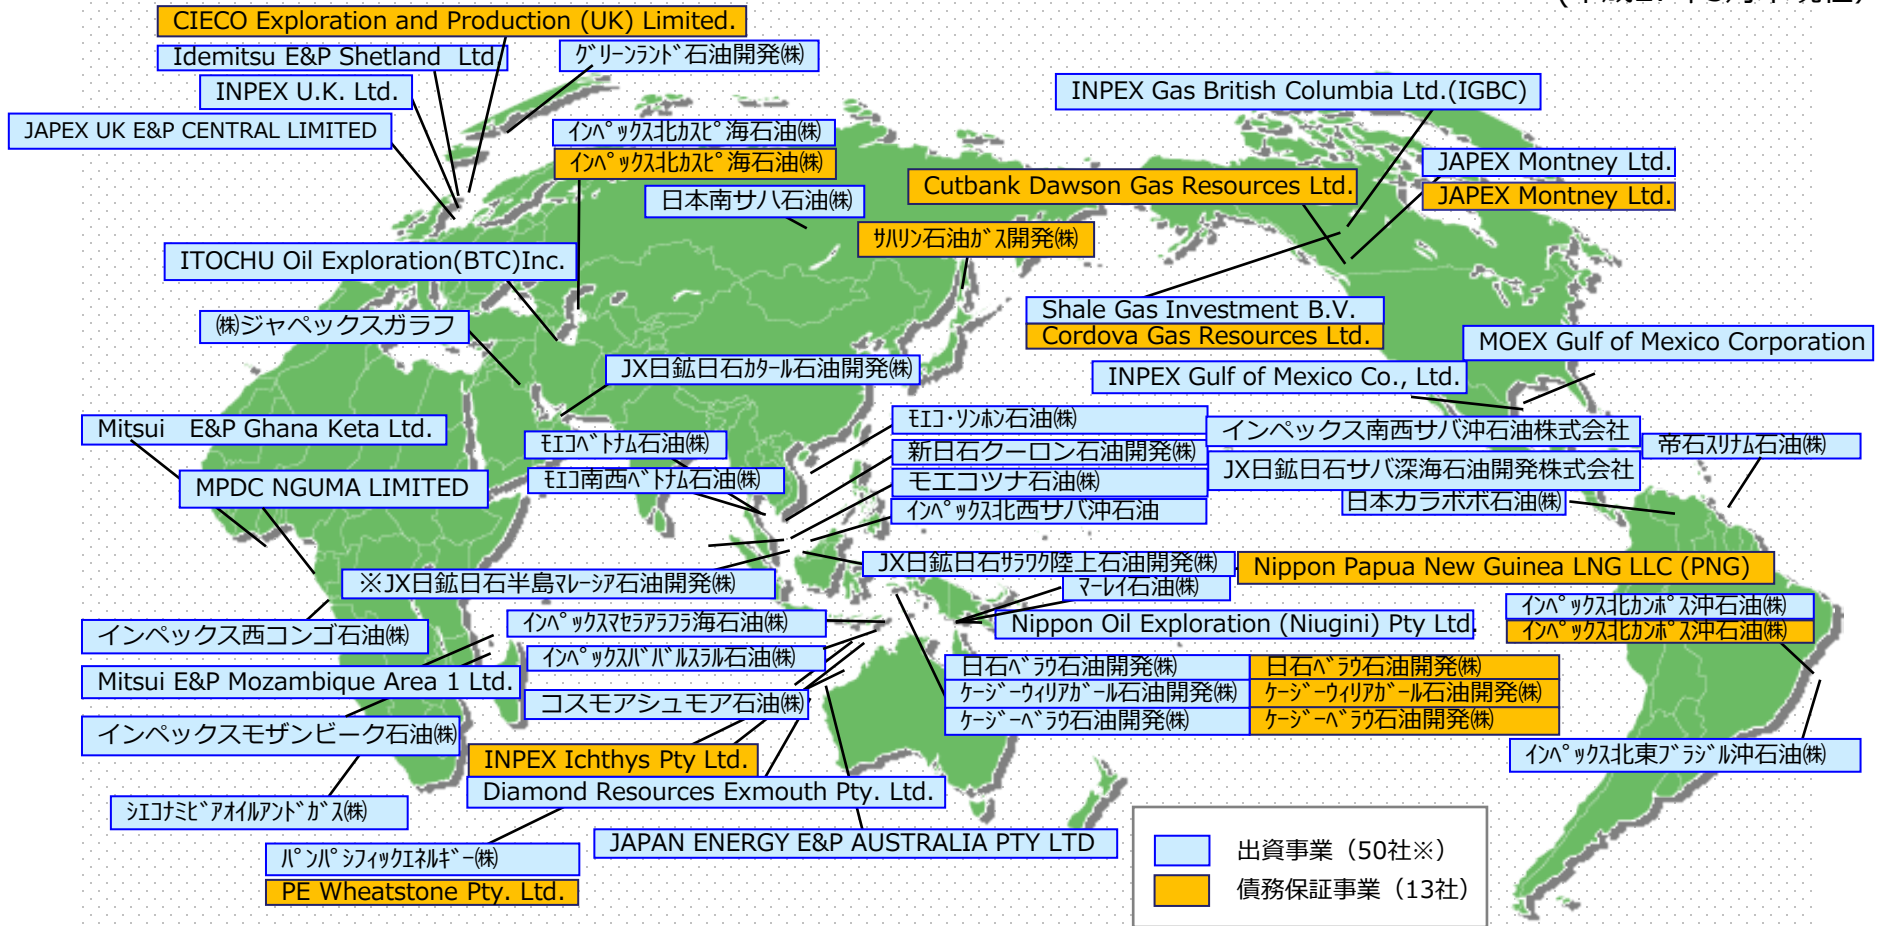 CIECO Exploration and Production (UK) Limited.
Idemitsu E&P Shetland Ltd.
ｸﾞﾘｰﾝﾗﾝﾄﾞ石油開発㈱
INPEX U.K. Ltd.
INPEX Gas British Columbia Ltd.(IGBC)
JAPEX UK E&P CENTRAL LIMITED
ｲﾝﾍﾟｯｸｽ北ｶｽﾋﾟ海石油㈱
ｲﾝﾍﾟｯｸｽ北ｶｽﾋﾟ海石油㈱
JAPEX Montney Ltd.
JAPEX Montney Ltd.
Cutbank Dawson Gas Resources Ltd.
日本南サハ石油㈱
ｻﾊﾘﾝ石油ｶﾞｽ開発㈱
ITOCHU Oil Exploration(BTC)Inc.
㈱ジャペックスガラフ
Shale Gas Investment B.V.
Cordova Gas Resources Ltd.
MOEX Gulf of Mexico Corporation
JX日鉱日石ｶﾀｰﾙ石油開発㈱
INPEX Gulf of Mexico Co., Ltd.
Mitsui E&P Ghana Keta Ltd.
ﾓｴｺﾍﾞﾄﾅﾑ石油㈱
ﾓｴｺ・ｿﾝﾎﾝ石油㈱
インペックス南西サバ沖石油株式会社
帝石ｽﾘﾅﾑ石油㈱
新日石クーロン石油開発㈱
JX日鉱日石サバ深海石油開発株式会社
MPDC NGUMA LIMITED
ﾓｴｺ南西ﾍﾞﾄﾅﾑ石油㈱
モエコツナ石油㈱
日本カラボボ石油㈱
ｲﾝﾍﾟｯｸｽ北西サバ沖石油
JX日鉱日石ｻﾗﾜｸ陸上石油開発㈱
Nippon Papua New Guinea LNG LLC (PNG)
※JX日鉱日石半島ﾏﾚｰｼｱ石油開発㈱
ﾏｰﾚｲ石油㈱
ｲﾝﾍﾟｯｸｽ北ｶﾝﾎﾟｽ沖石油㈱
ｲﾝﾍﾟｯｸｽ北ｶﾝﾎﾟｽ沖石油㈱
インペックス西コンゴ石油㈱
ｲﾝﾍﾟｯｸｽﾏｾﾗｱﾗﾌﾗ海石油㈱
Nippon Oil Exploration (Niugini) Pty Ltd.
ｲﾝﾍﾟｯｸｽﾊﾞﾊﾞﾙｽﾗﾙ石油㈱
日石ﾍﾞﾗｳ石油開発㈱
日石ﾍﾞﾗｳ石油開発㈱
Mitsui E&P Mozambique Area 1 Ltd.
ｹｰｼﾞｰｳｨﾘｱｶﾞｰﾙ石油開発㈱
ｹｰｼﾞｰｳｨﾘｱｶﾞｰﾙ石油開発㈱
コスモアシュモア石油㈱
ｹｰｼﾞｰﾍﾞﾗｳ石油開発㈱
ｹｰｼﾞｰﾍﾞﾗｳ石油開発㈱
インペックスモザンビーク石油㈱
ｲﾝﾍﾟｯｸｽ北東ﾌﾞﾗｼﾞﾙ沖石油㈱
INPEX Ichthys Pty Ltd.
Diamond Resources Exmouth Pty. Ltd.
ｼｴｺﾅﾐﾋﾞｱｵｲﾙｱﾝﾄﾞｶﾞｽ㈱
JAPAN ENERGY E&P AUSTRALIA PTY LTD
ﾊﾟﾝﾊﾟｼﾌｨｯｸｴﾈﾙｷﾞｰ㈱
PE Wheatstone Pty. Ltd.
出資事業（50社※）
債務保証事業（13社）